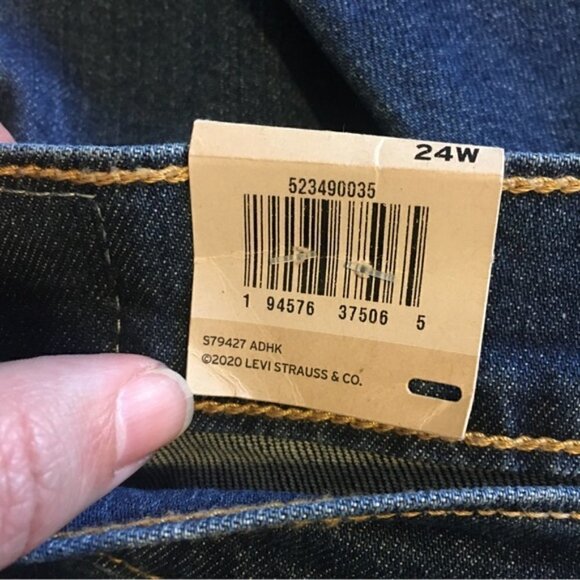 24W
523490035
1 94576 37506 5
S79427 ADHK
©2020 LEVI STRAUSS & CO.